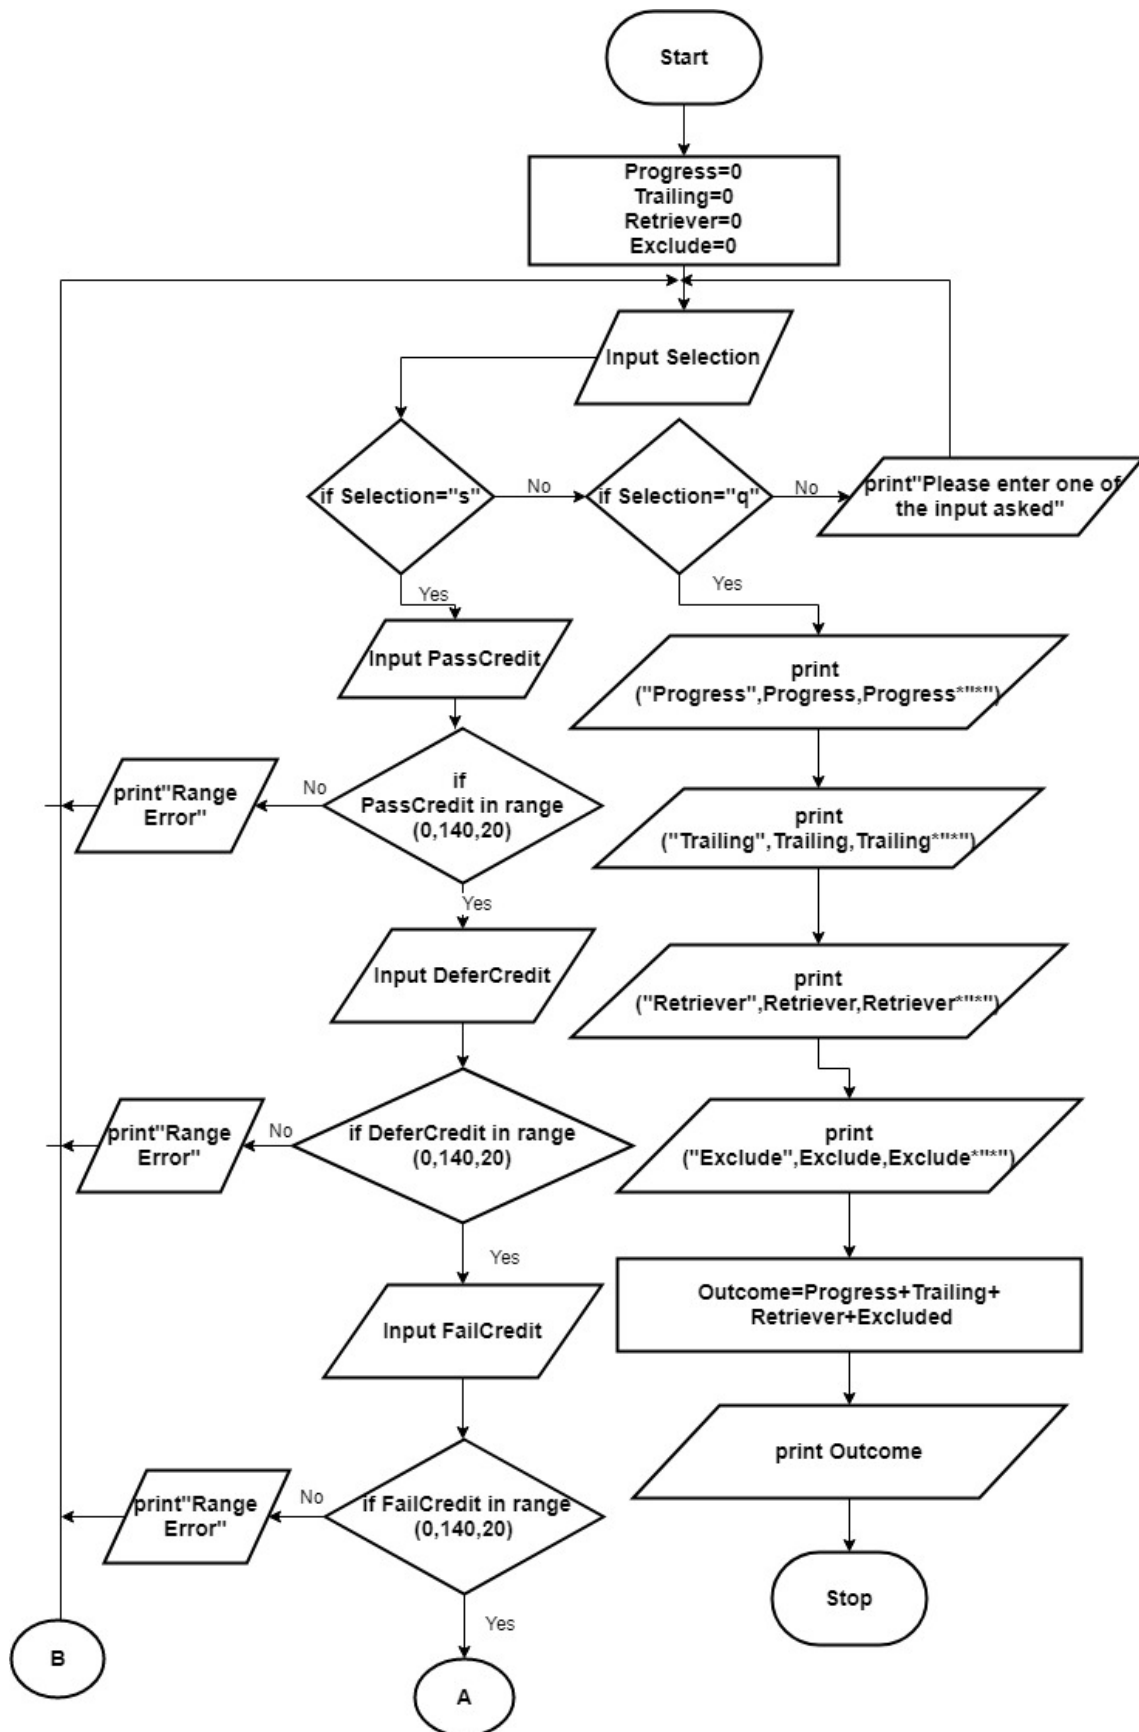 Start
Progress=0
Trailing=0
Retriever=0
Exclude=0
Input Selection
if Selection="s"
No
if Selection="q"
No
print"Please enter one of
the input asked"
Yes
Yes
Input PassCredit
print
("Progress",Progress,Progress*"*")
if
PassCredit in range
(0,140,20)
No
print"Range
Error"
print
("Trailing",Trailing,Trailing*"*")
Yes
Input DeferCredit
print
("Retriever",Retriever,Retriever*"*")
if DeferCredit in range
(0,140,20)
No
print"Range
Error"
print
("Exclude",Exclude,Exclude*"*")
Yes
Input FailCredit
Outcome=Progress+Trailing+
Retriever+Excluded
print Outcome
if FailCredit in range
(0,140,20)
No
print"Range
Error"
Stop
Yes
B
A